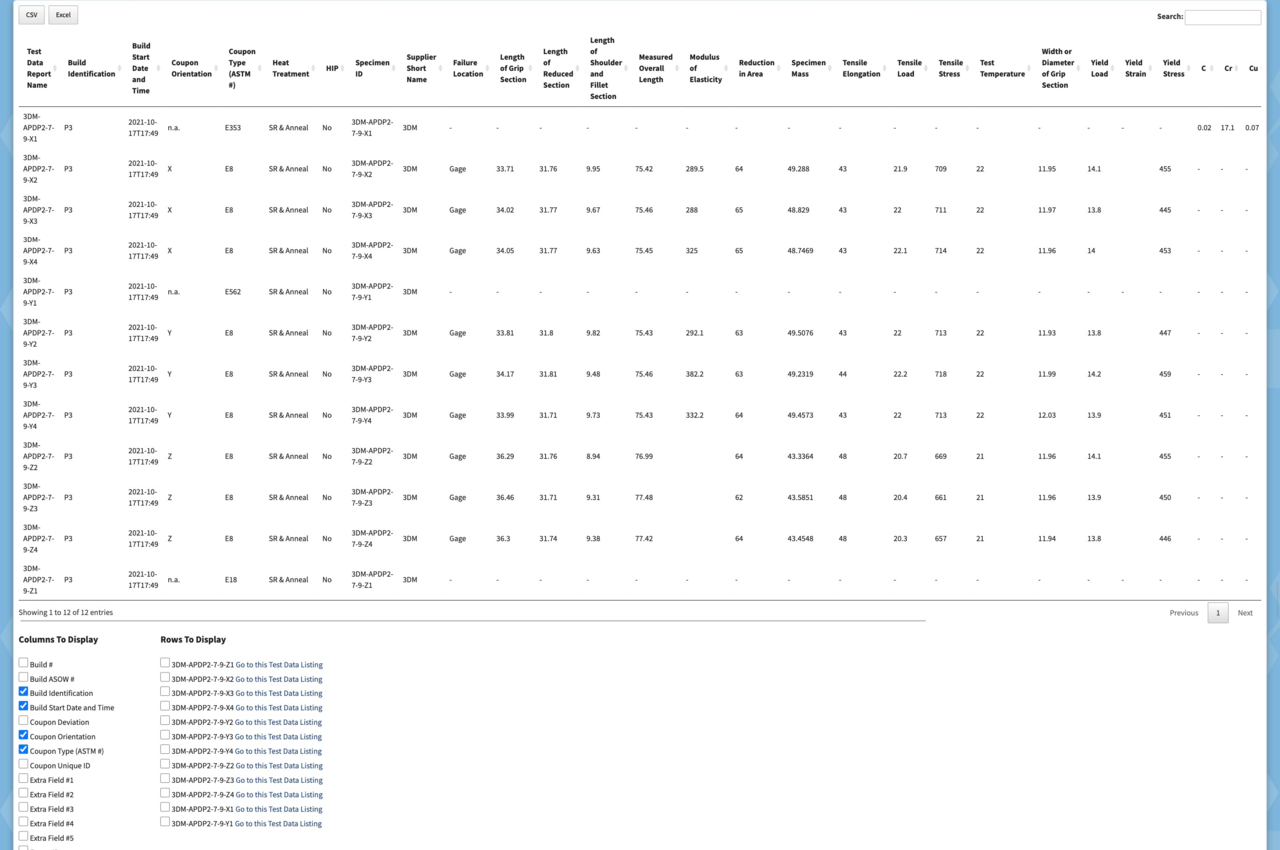 CSV Excel Search:
Test Data Report Name Build Identification Build Start Date and Time Coupon Orientation Coupon Type (ASTM #) Heat Treatment HIP Specimen ID Supplier Short Name Failure Location Length of Grip Section Length of Reduced Section Length of Shoulder and Fillet Section Measured Overall Length Modulus of Elasticity Reduction in Area Specimen Mass Tensile Elongation Tensile Load Tensile Stress Test Temperature Width or Diameter of Grip Section Yield Load Yield Strain Yield Stress C Cr Cu
3DM-APDP2-7-9-X1 P3 2021-10-17T17:49 n.a. E353 SR & Anneal No 3DM-APDP2-7-9-X1 3DM - - - - - - - - - - - - - - - - 0.02 17.1 0.07
3DM-APDP2-7-9-X2 P3 2021-10-17T17:49 X E8 SR & Anneal No 3DM-APDP2-7-9-X2 3DM Gage 33.71 31.76 9.95 75.42 289.5 64 49.288 43 21.9 709 22 11.95 14.1 455 - - -
3DM-APDP2-7-9-X3 P3 2021-10-17T17:49 X E8 SR & Anneal No 3DM-APDP2-7-9-X3 3DM Gage 34.02 31.77 9.67 75.46 288 65 48.829 43 22 711 22 11.97 13.8 445 - - -
3DM-APDP2-7-9-X4 P3 2021-10-17T17:49 X E8 SR & Anneal No 3DM-APDP2-7-9-X4 3DM Gage 34.05 31.77 9.63 75.45 325 65 48.7469 43 22.1 714 22 11.96 14 453 - - -
3DM-APDP2-7-9-Y1 P3 2021-10-17T17:49 n.a. E562 SR & Anneal No 3DM-APDP2-7-9-Y1 3DM - - - - - - - - - - - - - - - - - - -
3DM-APDP2-7-9-Y2 P3 2021-10-17T17:49 Y E8 SR & Anneal No 3DM-APDP2-7-9-Y2 3DM Gage 33.81 31.8 9.82 75.43 292.1 63 49.5076 43 22 713 22 11.93 13.8 447 - - -
3DM-APDP2-7-9-Y3 P3 2021-10-17T17:49 Y E8 SR & Anneal No 3DM-APDP2-7-9-Y3 3DM Gage 34.17 31.81 9.48 75.46 382.2 63 49.2319 44 22.2 718 22 11.99 14.2 459 - - -
3DM-APDP2-7-9-Y4 P3 2021-10-17T17:49 Y E8 SR & Anneal No 3DM-APDP2-7-9-Y4 3DM Gage 33.99 31.71 9.73 75.43 332.2 64 49.4573 43 22 713 22 12.03 13.9 451 - - -
3DM-APDP2-7-9-Z2 P3 2021-10-17T17:49 Z E8 SR & Anneal No 3DM-APDP2-7-9-Z2 3DM Gage 36.29 31.76 8.94 76.99 64 43.3364 48 20.7 669 21 11.96 14.1 455 - - -
3DM-APDP2-7-9-Z3 P3 2021-10-17T17:49 Z E8 SR & Anneal No 3DM-APDP2-7-9-Z3 3DM Gage 36.46 31.71 9.31 77.48 62 43.5851 48 20.4 661 21 11.96 13.9 450 - - -
3DM-APDP2-7-9-Z4 P3 2021-10-17T17:49 Z E8 SR & Anneal No 3DM-APDP2-7-9-Z4 3DM Gage 36.3 31.74 9.38 77.42 64 43.4548 48 20.3 657 21 11.94 13.8 446 - - -
3DM-APDP2-7-9-Z1 P3 2021-10-17T17:49 n.a. E18 SR & Anneal No 3DM-APDP2-7-9-Z1 3DM - - - - - - - - - - - - - - - - - - -
Showing 1 to 12 of 12 entries Previous 1 Next
Columns To Display
Build #
Build ASOW #
Build Identification
Build Start Date and Time
Coupon Deviation
Coupon Orientation
Coupon Type (ASTM #)
Coupon Unique ID
Extra Field #1
Extra Field #2
Extra Field #3
Extra Field #4
Extra Field #5
Rows To Display
3DM-APDP2-7-9-Z1 Go to this Test Data Listing
3DM-APDP2-7-9-X2 Go to this Test Data Listing
3DM-APDP2-7-9-X3 Go to this Test Data Listing
3DM-APDP2-7-9-X4 Go to this Test Data Listing
3DM-APDP2-7-9-Y2 Go to this Test Data Listing
3DM-APDP2-7-9-Y3 Go to this Test Data Listing
3DM-APDP2-7-9-Y4 Go to this Test Data Listing
3DM-APDP2-7-9-Z2 Go to this Test Data Listing
3DM-APDP2-7-9-Z3 Go to this Test Data Listing
3DM-APDP2-7-9-Z4 Go to this Test Data Listing
3DM-APDP2-7-9-X1 Go to this Test Data Listing
3DM-APDP2-7-9-Y1 Go to this Test Data Listing